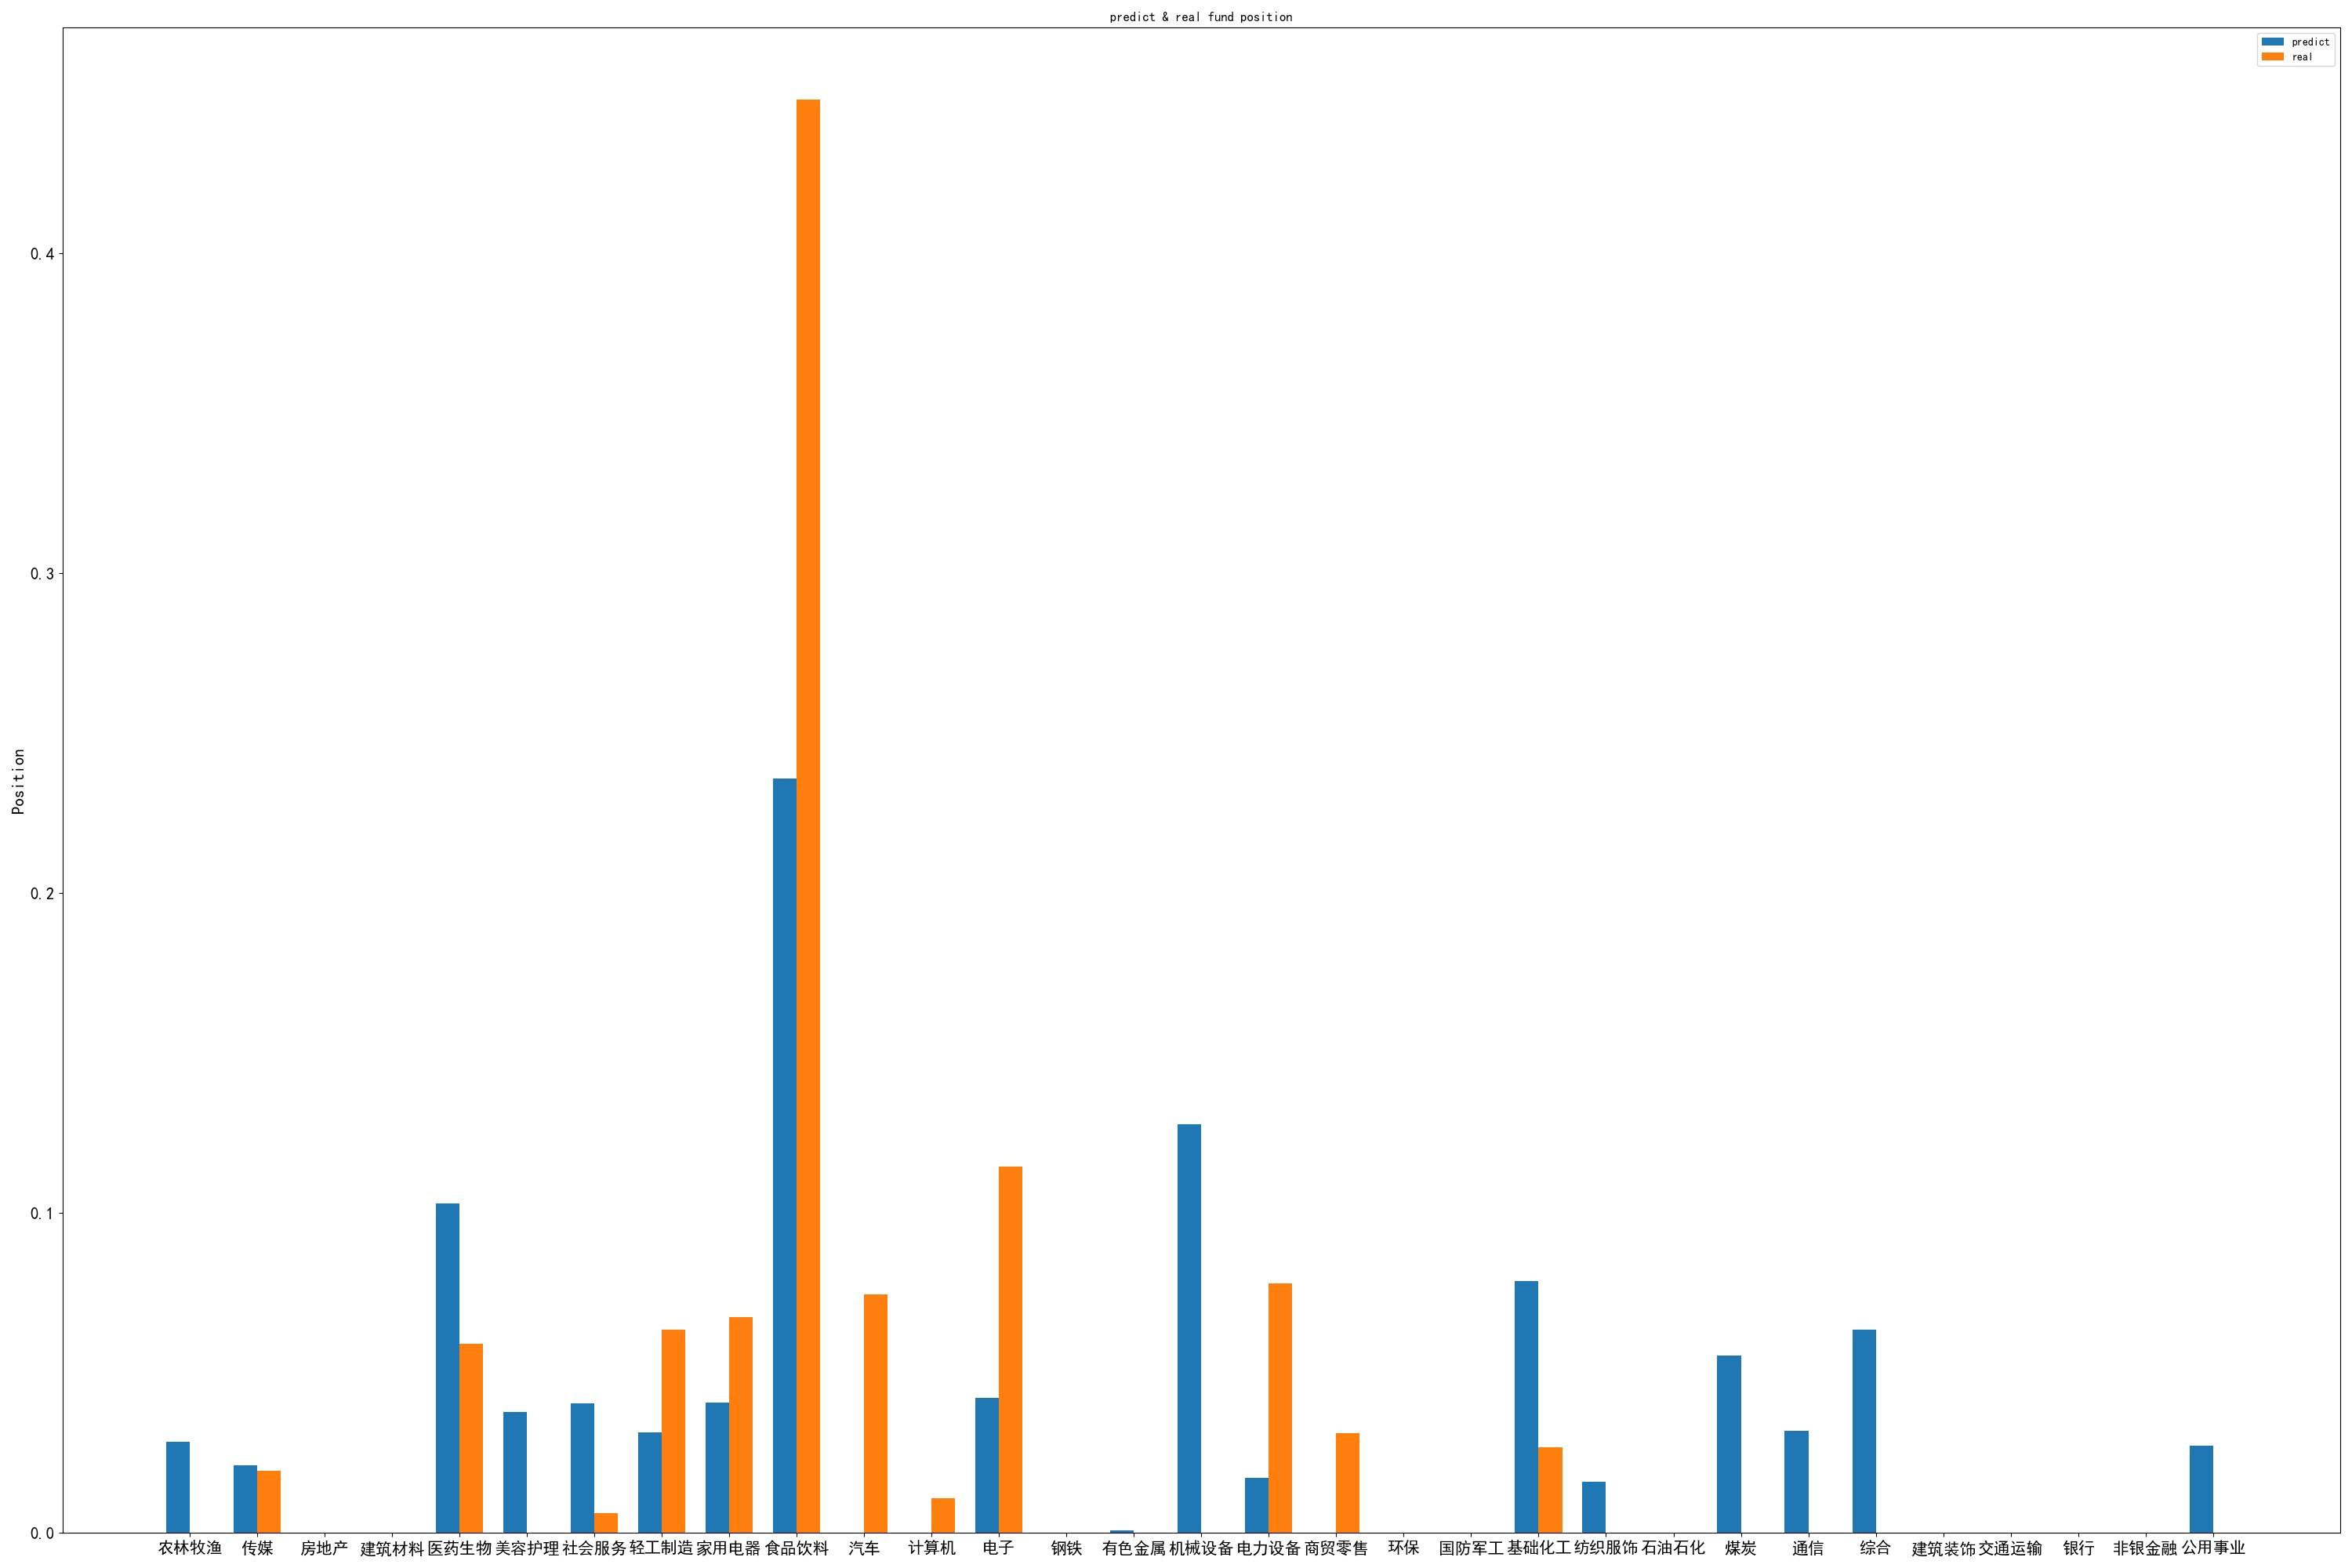 predict & real fund position
predict
real
Position
0.4
0.3
0.2
0.1
0.0
农林牧渔 传媒 房地产 建筑材料 医药生物 美容护理 社会服务 轻工制造 家用电器 食品饮料 汽车 计算机 电子 钢铁 有色金属 机械设备 电力设备 商贸零售 环保 国防军工 基础化工 纺织服饰 石油石化 煤炭 通信 综合 建筑装饰 交通运输 银行 非银金融 公用事业